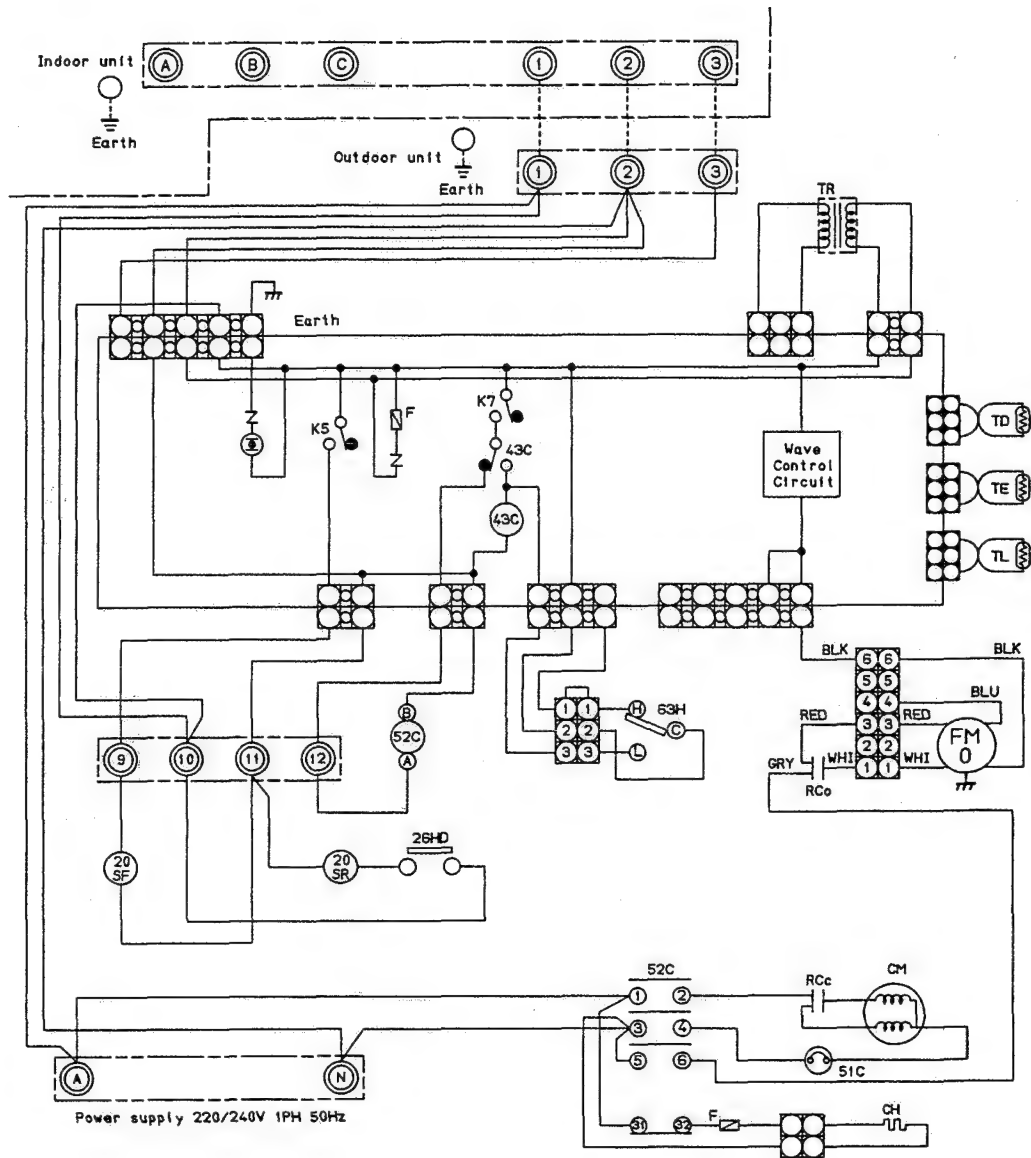 Indoor unit
A B C 1 2 3
Earth
Outdoor unit
Earth
1 2 3
TR
Earth
K5
F
K7
43C
43C
Wave
Control
Circuit
TD
TE
TL
BLK 6 6 BLK
5 5
4 4 BLU
RED 3 3 RED
2 2
GRY WHI 1 1 WHI
RCo
FM
O
B
52C
A
1 1 H 63H
2 2 C
3 3 L
9 10 11 12
20
SF
20
SR
26HD
52C
1 2
3 4
5 6
RCc CM
51C
31 32 F CH
A N
Power supply 220/240V 1PH 50Hz